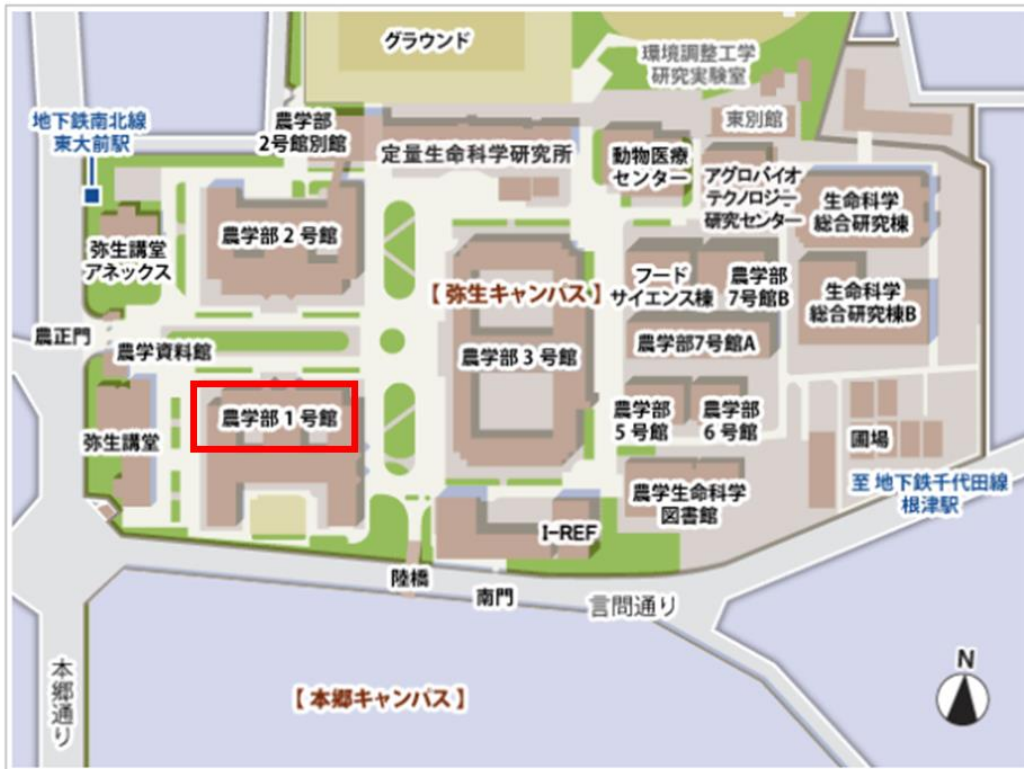 グラウンド
環境調整工学
研究実験室
地下鉄南北線
東大前駅
農学部
2号館別館
東別館
定量生命科学研究所
動物医療
センター
アグロバイオ
テクノロジー
研究センター
生命科学
総合研究棟
農学部 2 号館
弥生講堂
アネックス
【 弥生キャンパス 】
フード
サイエンス棟
農学部
7号館B
生命科学
総合研究棟B
農正門
農学資料館
農学部 3 号館
農学部7号館A
農学部 1 号館
弥生講堂
農学部
5 号館
農学部
6 号館
圃場
至 地下鉄千代田線
根津駅
農学生命科学
図書館
I-REF
陸橋
南門
言問通り
本郷通り
【 本郷キャンパス 】
N